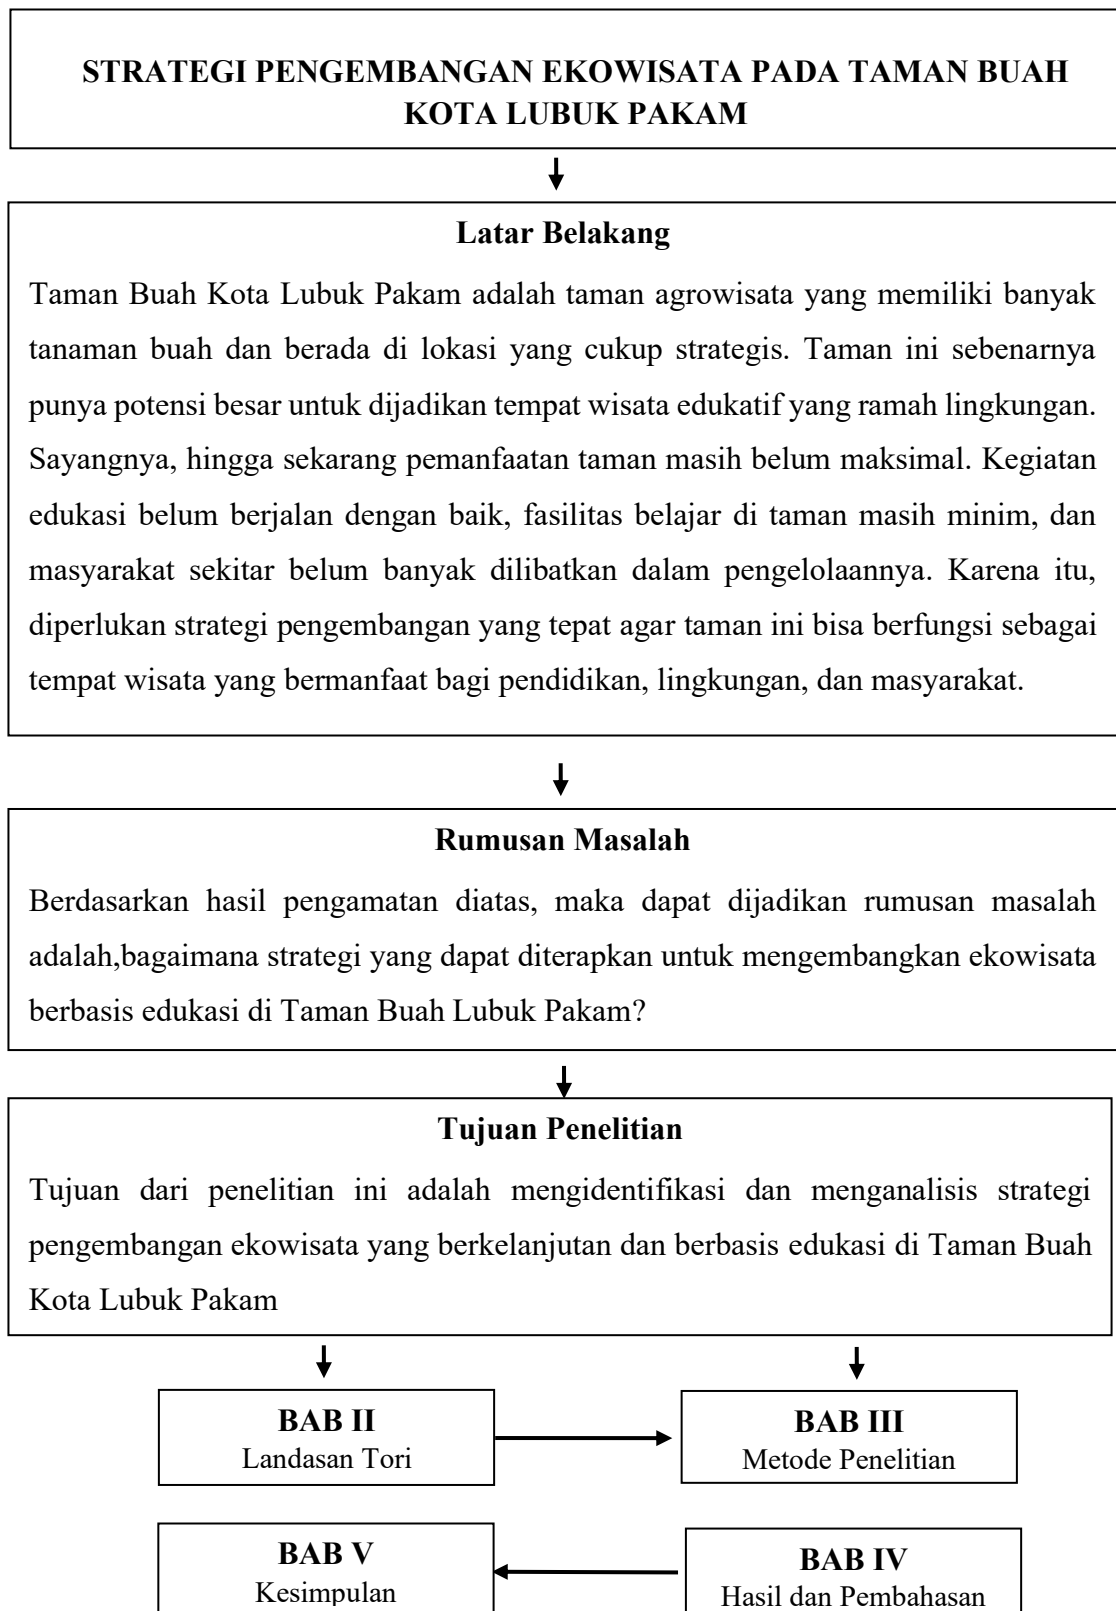 STRATEGI PENGEMBANGAN EKOWISATA PADA TAMAN BUAH
KOTA LUBUK PAKAM
Latar Belakang
Taman Buah Kota Lubuk Pakam adalah taman agrowisata yang memiliki banyak
tanaman buah dan berada di lokasi yang cukup strategis. Taman ini sebenarnya
punya potensi besar untuk dijadikan tempat wisata edukatif yang ramah lingkungan.
Sayangnya, hingga sekarang pemanfaatan taman masih belum maksimal. Kegiatan
edukasi belum berjalan dengan baik, fasilitas belajar di taman masih minim, dan
masyarakat sekitar belum banyak dilibatkan dalam pengelolaannya. Karena itu,
diperlukan strategi pengembangan yang tepat agar taman ini bisa berfungsi sebagai
tempat wisata yang bermanfaat bagi pendidikan, lingkungan, dan masyarakat.
Rumusan Masalah
Berdasarkan hasil pengamatan diatas, maka dapat dijadikan rumusan masalah
adalah,bagaimana strategi yang dapat diterapkan untuk mengembangkan ekowisata
berbasis edukasi di Taman Buah Lubuk Pakam?
Tujuan Penelitian
Tujuan dari penelitian ini adalah mengidentifikasi dan menganalisis strategi
pengembangan ekowisata yang berkelanjutan dan berbasis edukasi di Taman Buah
Kota Lubuk Pakam
BAB II
Landasan Tori
BAB III
Metode Penelitian
BAB V
Kesimpulan
BAB IV
Hasil dan Pembahasan